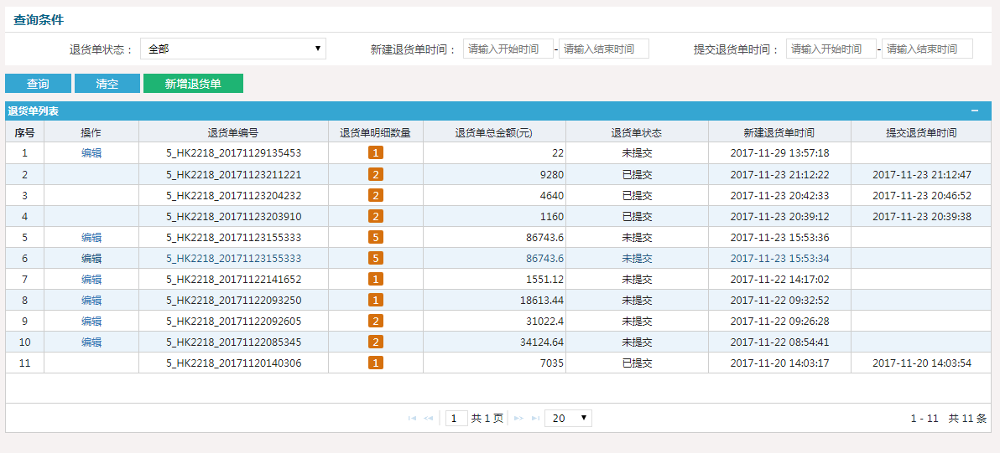 查询条件
退货单状态： 全部 新建退货单时间： 请输入开始时间 - 请输入结束时间 提交退货单时间： 请输入开始时间 - 请输入结束时间
查询 清空 新增退货单
退货单列表
序号 操作 退货单编号 退货单明细数量 退货单总金额(元) 退货单状态 新建退货单时间 提交退货单时间
1 编辑 5_HK2218_20171129135453 1 22 未提交 2017-11-29 13:57:18
2 5_HK2218_20171123211221 2 9280 已提交 2017-11-23 21:12:22 2017-11-23 21:12:47
3 5_HK2218_20171123204232 2 4640 已提交 2017-11-23 20:42:33 2017-11-23 20:46:52
4 5_HK2218_20171123203910 2 1160 已提交 2017-11-23 20:39:12 2017-11-23 20:39:38
5 编辑 5_HK2218_20171123155333 5 86743.6 未提交 2017-11-23 15:53:36
6 编辑 5_HK2218_20171123155333 5 86743.6 未提交 2017-11-23 15:53:34
7 编辑 5_HK2218_20171122141652 1 1551.12 未提交 2017-11-22 14:17:02
8 编辑 5_HK2218_20171122093250 1 18613.44 未提交 2017-11-22 09:32:52
9 编辑 5_HK2218_20171122092605 2 31022.4 未提交 2017-11-22 09:26:28
10 编辑 5_HK2218_20171122085345 2 34124.64 未提交 2017-11-22 08:54:41
11 5_HK2218_20171120140306 1 7035 已提交 2017-11-20 14:03:17 2017-11-20 14:03:54
1 共 1 页 20 1 - 11 共 11 条